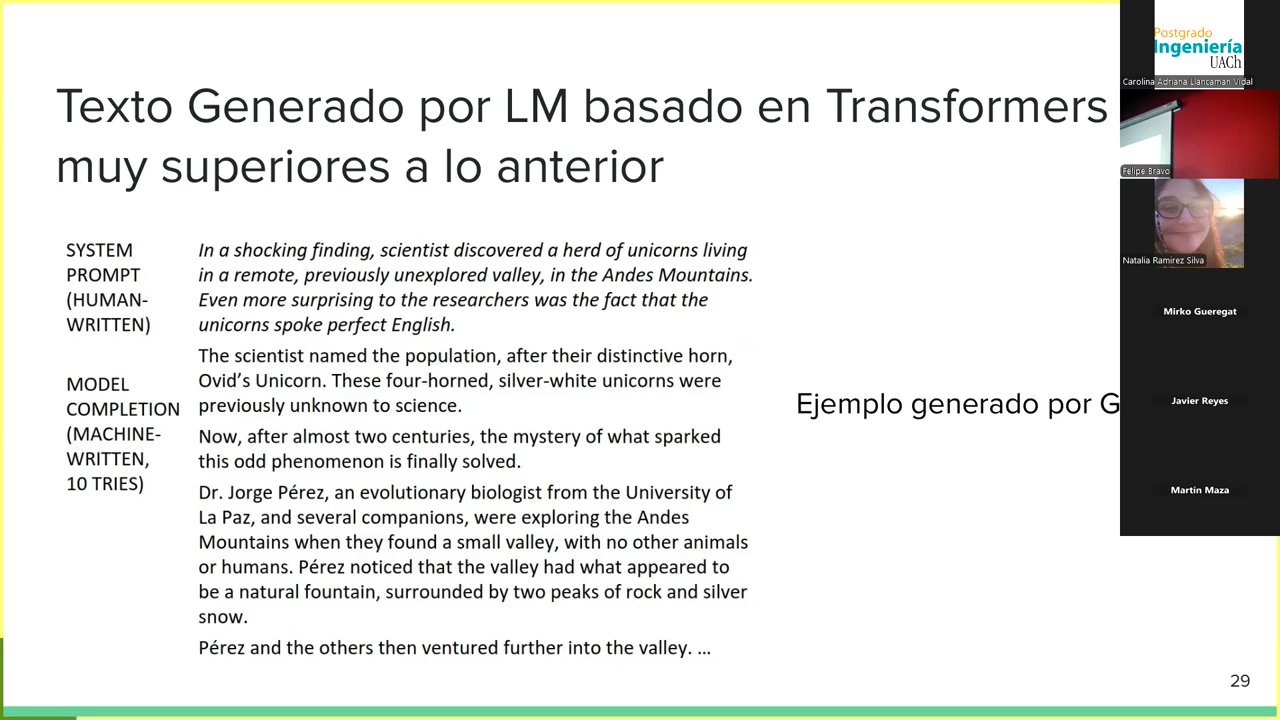 Texto Generado por LM basado en Transformers
muy superiores a lo anterior
SYSTEM
PROMPT
(HUMAN-
WRITTEN)
In a shocking finding, scientist discovered a herd of unicorns living
in a remote, previously unexplored valley, in the Andes Mountains.
Even more surprising to the researchers was the fact that the
unicorns spoke perfect English.
MODEL
COMPLETION
(MACHINE-
WRITTEN,
10 TRIES)
The scientist named the population, after their distinctive horn,
Ovid's Unicorn. These four-horned, silver-white unicorns were
previously unknown to science.
Now, after almost two centuries, the mystery of what sparked
this odd phenomenon is finally solved.
Dr. Jorge Pérez, an evolutionary biologist from the University of
La Paz, and several companions, were exploring the Andes
Mountains when they found a small valley, with no other animals
or humans. Pérez noticed that the valley had what appeared to
be a natural fountain, surrounded by two peaks of rock and silver
snow.
Pérez and the others then ventured further into the valley. …
Ejemplo generado por G
29
Postgrado
Ingeniería
UACh
Carolina Adriana Llancaman Vidal
Felipe Bravo
Natalia Ramirez Silva
Mirko Gueregat
Javier Reyes
Martín Maza